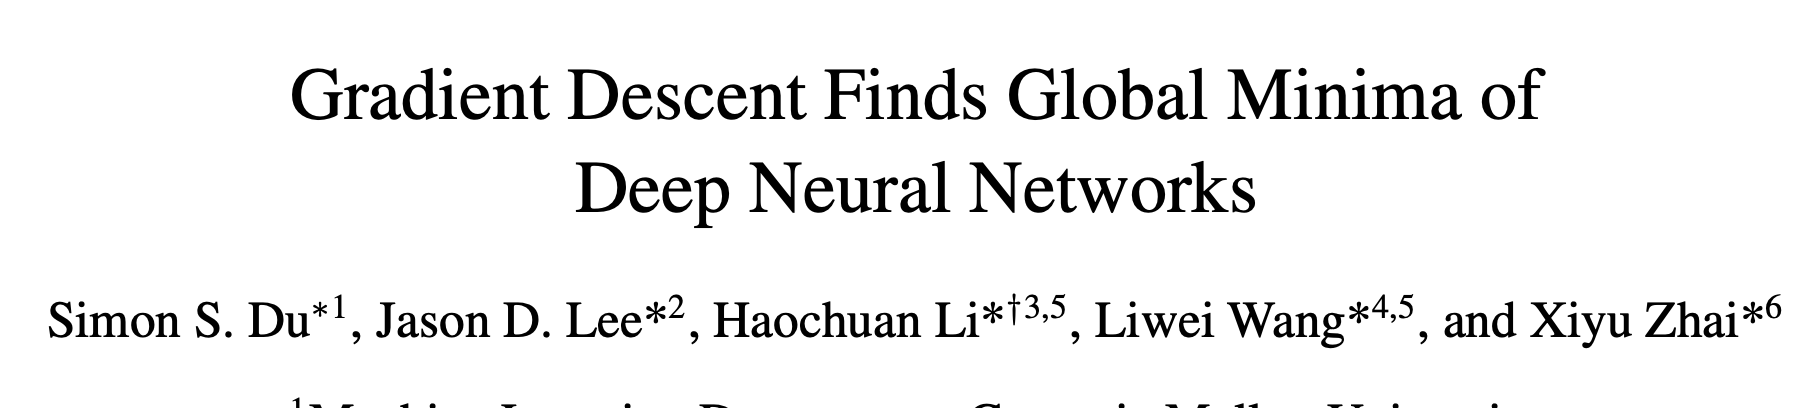 Gradient Descent Finds Global Minima of
Deep Neural Networks
Simon S. Du*1, Jason D. Lee*2, Haochuan Li*†3,5, Liwei Wang*4,5, and Xiyu Zhai*6